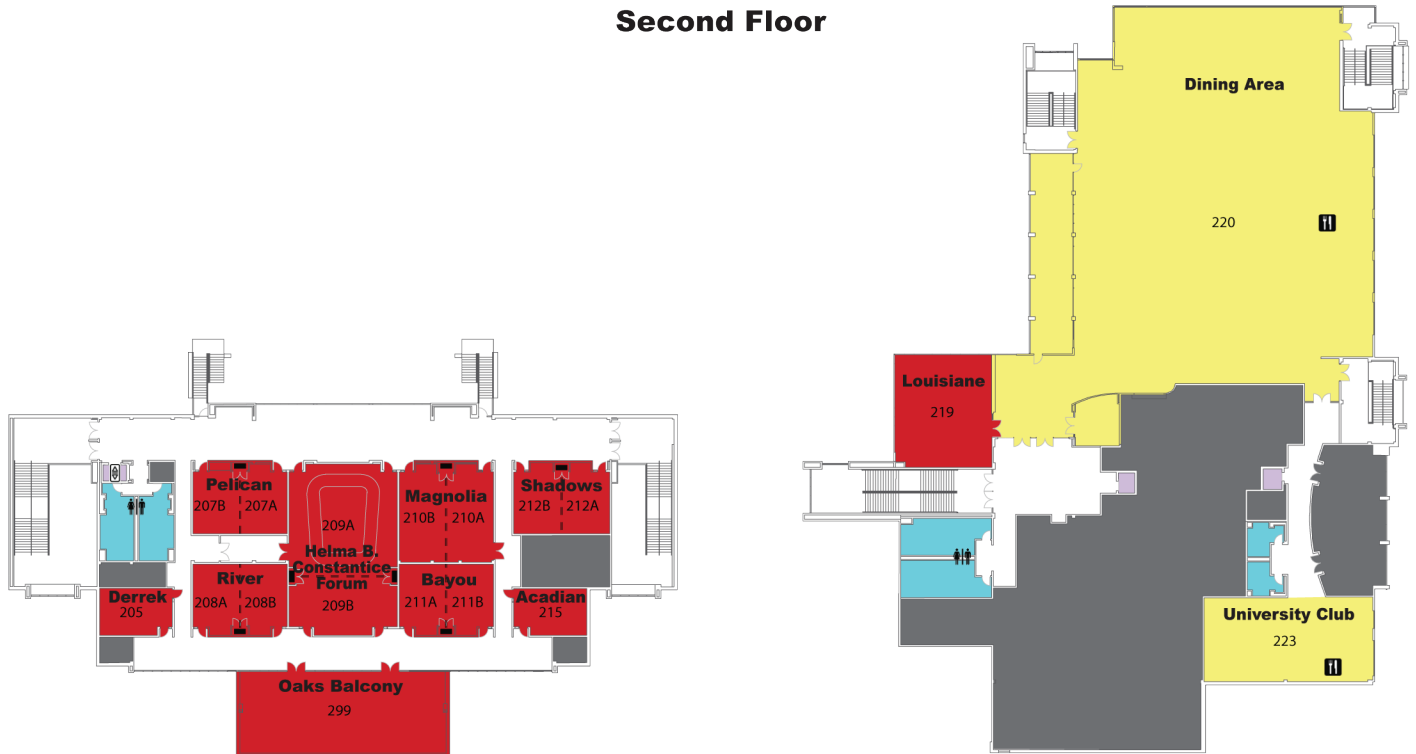 Second Floor
Dining Area
220
Louisiane
219
Pelican
207B 207A
209A
Magnolia
210B 210A
Shadows
212B 212A
Helma B.
Constantice
Forum
209B
River
208A 208B
Bayou
211A 211B
Derrek
205
Acadian
215
University Club
223
Oaks Balcony
299